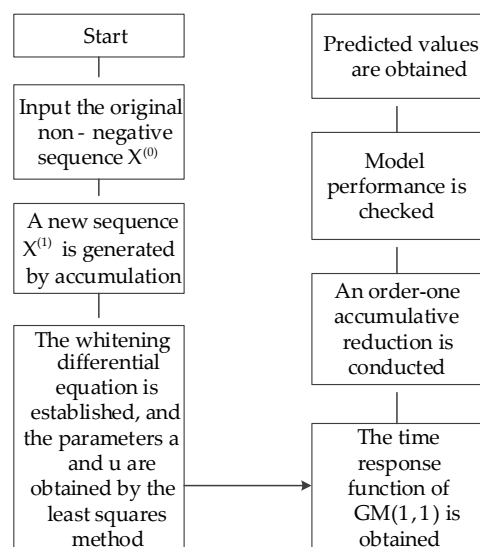 Start
Input the original
non - negative
sequence X⁽⁰⁾
A new sequence
X⁽¹⁾ is generated
by accumulation
The whitening
differential
equation is
established, and
the parameters a
and u are
obtained by the
least squares
method
The time
response
function of
GM(1,1) is
obtained
An order-one
accumulative
reduction is
conducted
Model
performance is
checked
Predicted values
are obtained